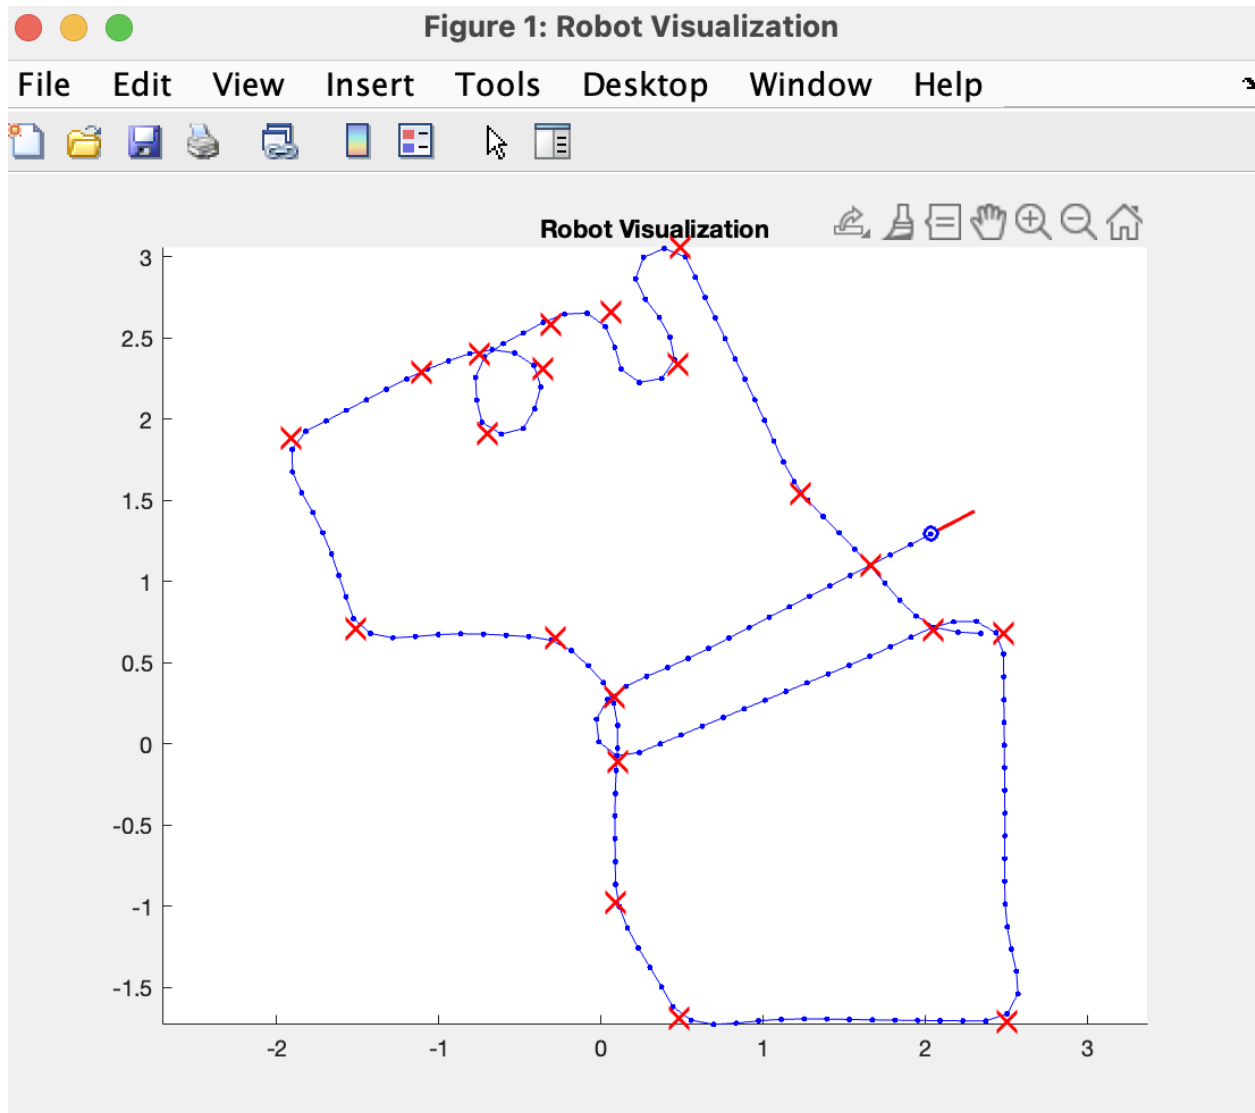 Figure 1: Robot Visualization
File Edit View Insert Tools Desktop Window Help
Robot Visualization
3
2.5
2
1.5
1
0.5
0
-0.5
-1
-1.5
-2 -1 0 1 2 3